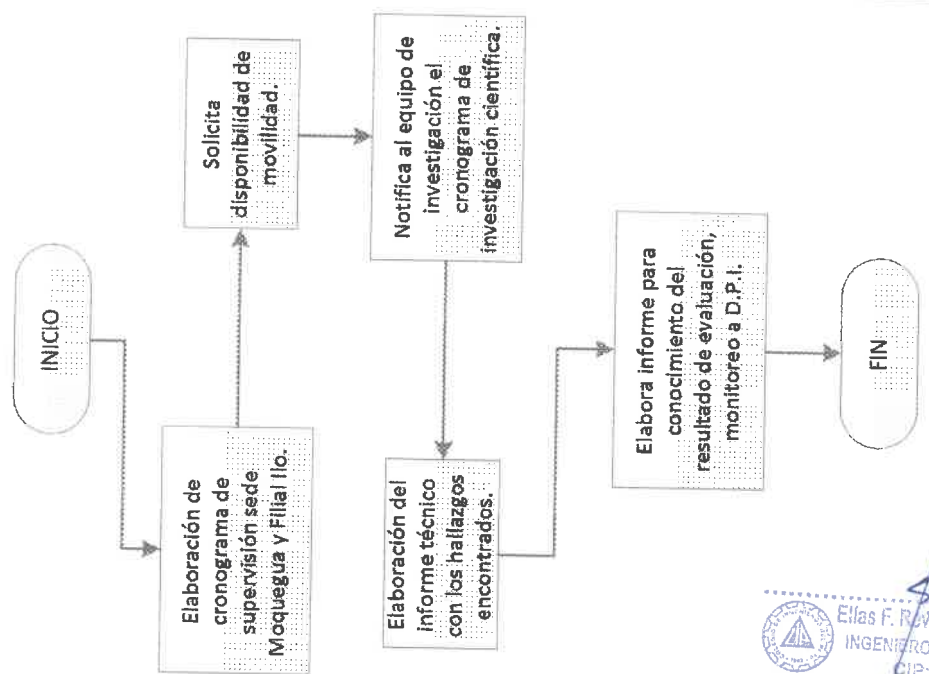 INICIO
Elaboración de
cronograma de
supervisión sede
Moquegua y Filial Ilo.
Solicita
disponibilidad de
movilidad.
Notifica al equipo de
investigación el
cronograma de
investigación científica.
Elaboración del
informe técnico
con los hallazgos
encontrados.
Elabora informe para
conocimiento del
resultado de evaluación,
monitoreo a D.P.I.
FIN
Elias F.
INGENIERO
CIP: